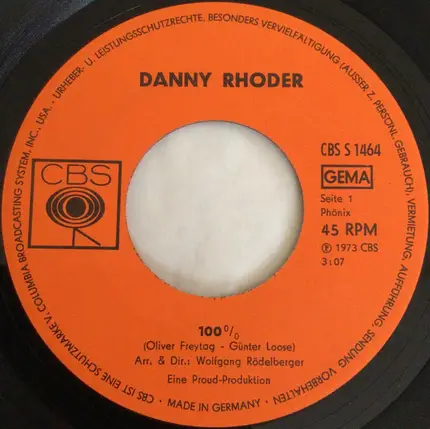 URHEBER- U. LEISTUNGSSCHUTZRECHTE, BESONDERS VERVIELFÄLTIGUNG (AUSSER Z. PERSÖNL. GEBRAUCH), VERMIETUNG, AUFFÜHRUNG, SENDUNG VORBEHALTEN
DANNY RHODER
CBS
CBS S 1464
GEMA
Seite 1
Phönix
45 RPM
℗ 1973 CBS
3:07
100%
(Oliver Freytag - Günter Loose)
Arr. & Dir.: Wolfgang Rödelberger
Eine Proud-Produktion
• MADE IN GERMANY •
CBS IST EINE SCHUTZMARKE V. COLUMBIA BROADCASTING SYSTEM, INC., USA. •